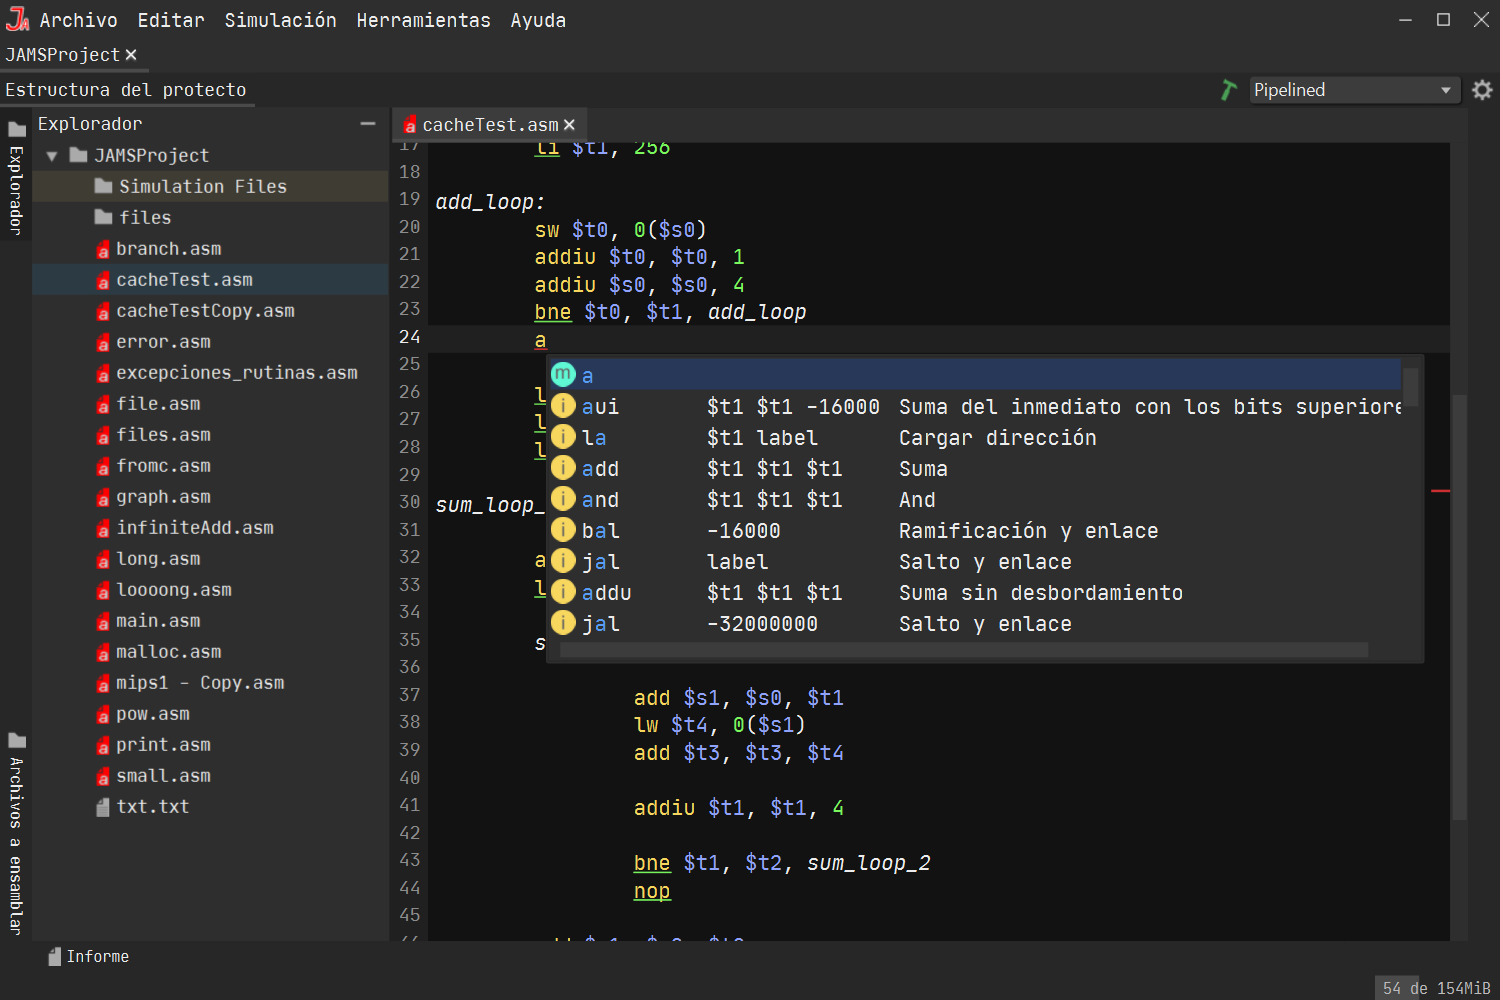 Archivo Editar Simulación Herramientas Ayuda
JAMSProject
Estructura del protecto
Pipelined
Explorador
Archivos a ensamblar
Explorador
JAMSProject
Simulation Files
files
branch.asm
cacheTest.asm
cacheTestCopy.asm
error.asm
excepciones_rutinas.asm
file.asm
files.asm
fromc.asm
graph.asm
infiniteAdd.asm
long.asm
loooong.asm
main.asm
malloc.asm
mips1 - Copy.asm
pow.asm
print.asm
small.asm
txt.txt
cacheTest.asm
17 li $t1, 256
18
19 add_loop:
20 sw $t0, 0($s0)
21 addiu $t0, $t0, 1
22 addiu $s0, $s0, 4
23 bne $t0, $t1, add_loop
24 a
25
26 l
27 l
28 l
29
30 sum_loop_
31
32 a
33 l
34
35 s
36
37 add $s1, $s0, $t1
38 lw $t4, 0($s1)
39 add $t3, $t3, $t4
40
41 addiu $t1, $t1, 4
42
43 bne $t1, $t2, sum_loop_2
44 nop
45
m a
i aui $t1 $t1 -16000 Suma del inmediato con los bits superiore
i la $t1 label Cargar dirección
i add $t1 $t1 $t1 Suma
i and $t1 $t1 $t1 And
i bal -16000 Ramificación y enlace
i jal label Salto y enlace
i addu $t1 $t1 $t1 Suma sin desbordamiento
i jal -32000000 Salto y enlace
Informe
54 de 154MiB